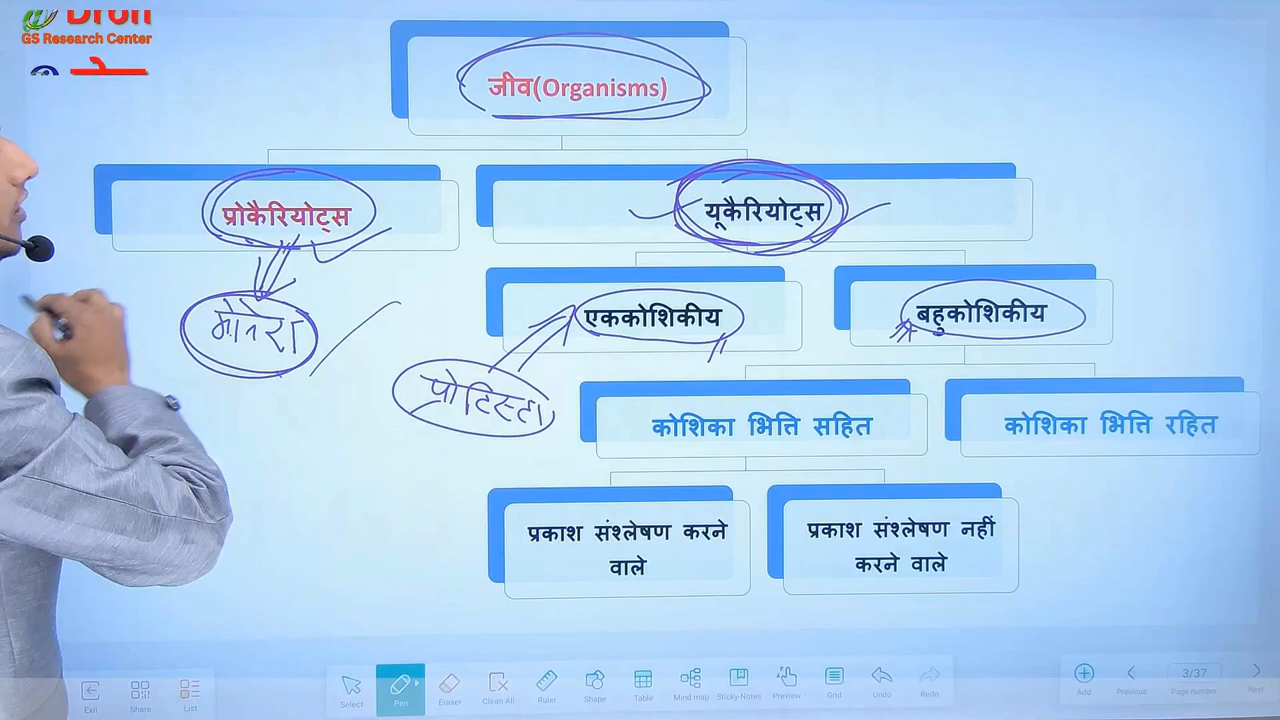 GS Research Center
जीव(Organisms)
प्रोकैरियोट्स
यूकैरियोट्स
मोनेरा
एककोशिकीय
बहुकोशिकीय
प्रोटिस्टा
कोशिका भित्ति सहित
कोशिका भित्ति रहित
प्रकाश संश्लेषण करने
वाले
प्रकाश संश्लेषण नहीं
करने वाले
Exit
Share
List
Select
Pen
Eraser
Clean All
Ruler
Shape
Table
Mind map
Sticky-Notes
Preview
Grid
Undo
Redo
Add
Previous
3/37
Page number
Next